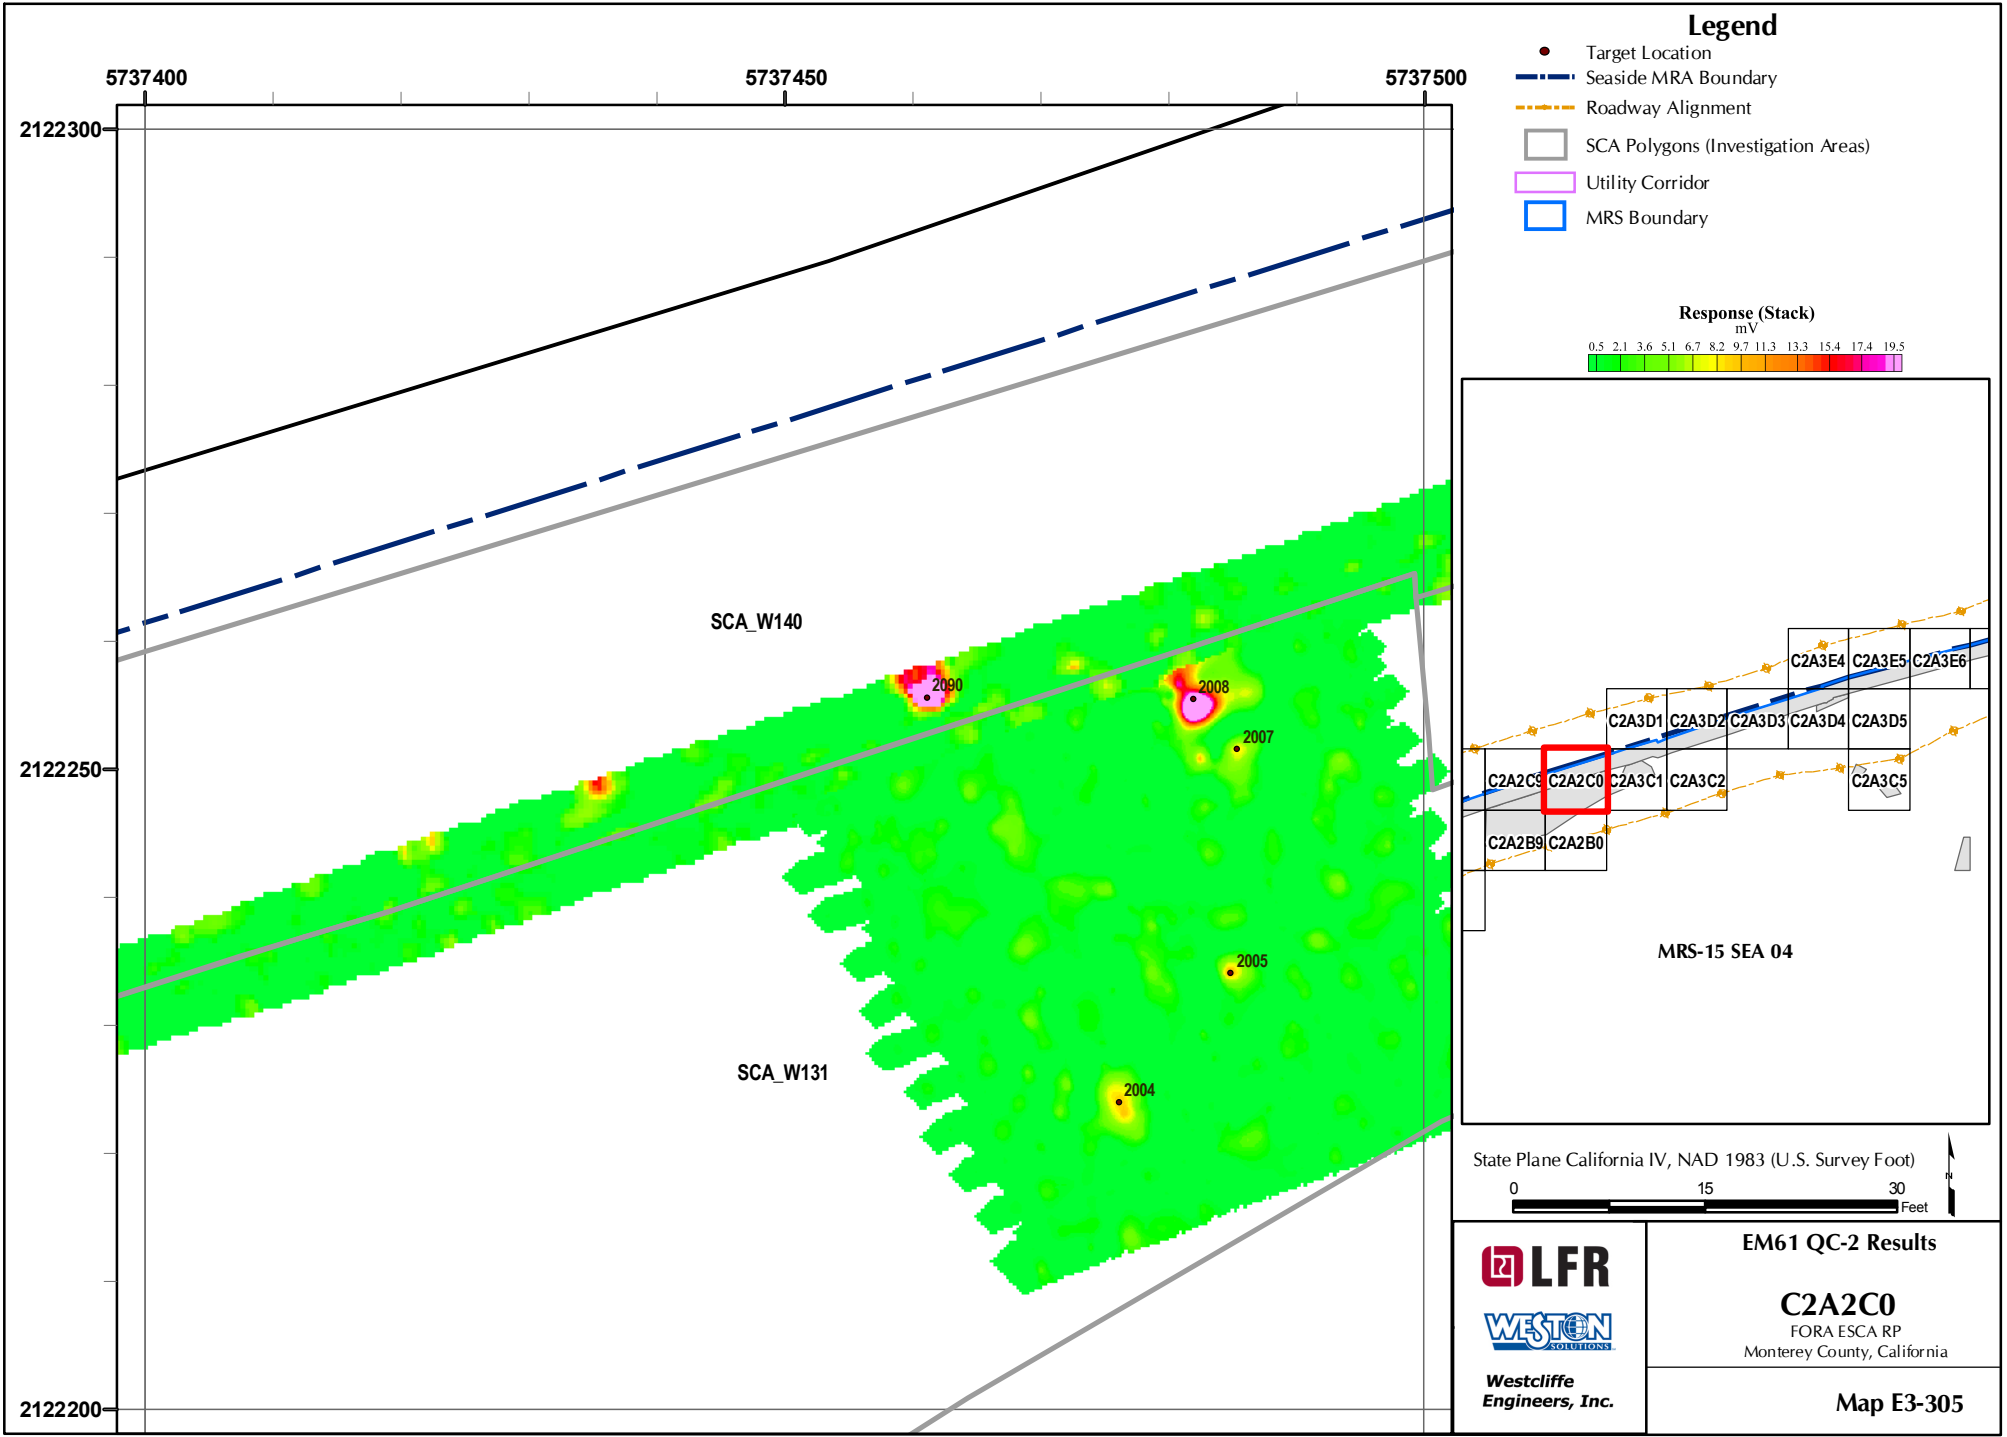 Legend
Target Location
Seaside MRA Boundary
Roadway Alignment
SCA Polygons (Investigation Areas)
Utility Corridor
MRS Boundary
Response (Stack)
mV
0.5 2.1 3.6 5.1 6.7 8.2 9.7 11.3 13.3 15.4 17.4 19.5
5737400 5737450 5737500
2122300
2122250
2122200
SCA_W140
SCA_W131
2090
2008
2007
2005
2004
C2A3E4 C2A3E5 C2A3E6
C2A3D1 C2A3D2 C2A3D3 C2A3D4 C2A3D5
C2A2C9 C2A2C0 C2A3C1 C2A3C2 C2A3C5
C2A2B9 C2A2B0
MRS-15 SEA 04
State Plane California IV, NAD 1983 (U.S. Survey Foot)
0 15 30
Feet
N
LFR
WESTON
SOLUTIONS
Westcliffe
Engineers, Inc.
EM61 QC-2 Results
C2A2C0
FORA ESCA RP
Monterey County, California
Map E3-305